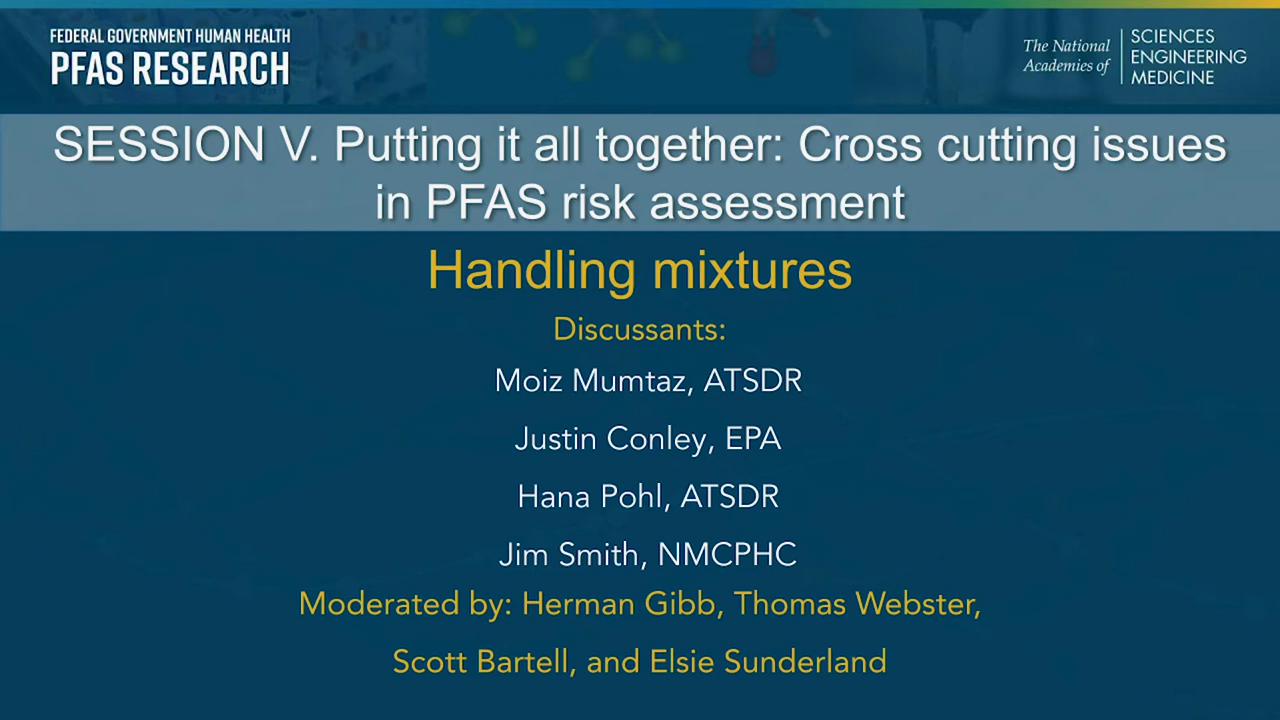 FEDERAL GOVERNMENT HUMAN HEALTH
PFAS RESEARCH
The National
Academies of
SCIENCES
ENGINEERING
MEDICINE
SESSION V. Putting it all together: Cross cutting issues
in PFAS risk assessment
Handling mixtures
Discussants:
Moiz Mumtaz, ATSDR
Justin Conley, EPA
Hana Pohl, ATSDR
Jim Smith, NMCPHC
Moderated by: Herman Gibb, Thomas Webster,
Scott Bartell, and Elsie Sunderland